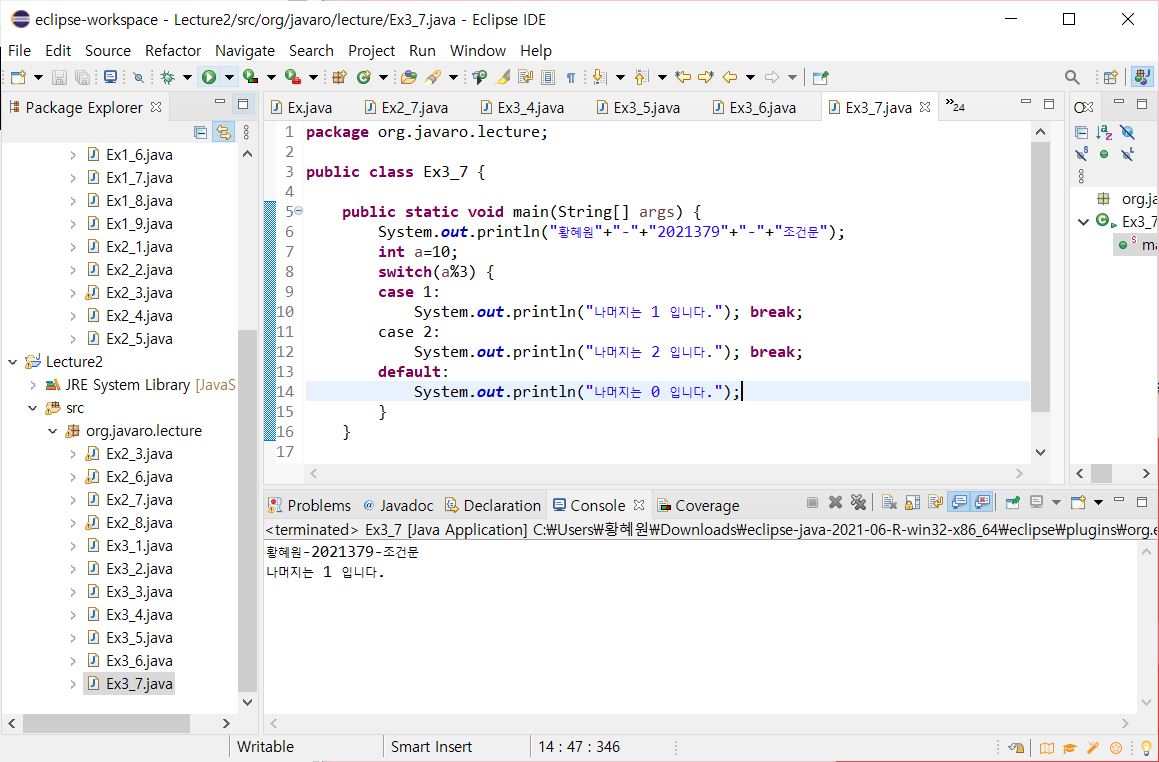 eclipse-workspace - Lecture2/src/org/javaro/lecture/Ex3_7.java - Eclipse IDE
File Edit Source Refactor Navigate Search Project Run Window Help
Package Explorer
Ex1_6.java
Ex1_7.java
Ex1_8.java
Ex1_9.java
Ex2_1.java
Ex2_2.java
Ex2_3.java
Ex2_4.java
Ex2_5.java
Lecture2
JRE System Library [JavaS
src
org.javaro.lecture
Ex2_3.java
Ex2_6.java
Ex2_7.java
Ex2_8.java
Ex3_1.java
Ex3_2.java
Ex3_3.java
Ex3_4.java
Ex3_5.java
Ex3_6.java
Ex3_7.java
Ex.java Ex2_7.java Ex3_4.java Ex3_5.java Ex3_6.java Ex3_7.java »24
1 package org.javaro.lecture;
2
3 public class Ex3_7 {
4
5 public static void main(String[] args) {
6 System.out.println("황혜원"+"-"+"2021379"+"-"+"조건문");
7 int a=10;
8 switch(a%3) {
9 case 1:
10 System.out.println("나머지는 1 입니다."); break;
11 case 2:
12 System.out.println("나머지는 2 입니다."); break;
13 default:
14 System.out.println("나머지는 0 입니다.");
15 }
16 }
17
org.ja
Ex3_7
ma
Problems @ Javadoc Declaration Console Coverage
<terminated> Ex3_7 [Java Application] C:₩Users₩황혜원₩Downloads₩eclipse-java-2021-06-R-win32-x86_64₩eclipse₩plugins₩org.e
황혜원-2021379-조건문
나머지는 1 입니다.
Writable Smart Insert 14 : 47 : 346